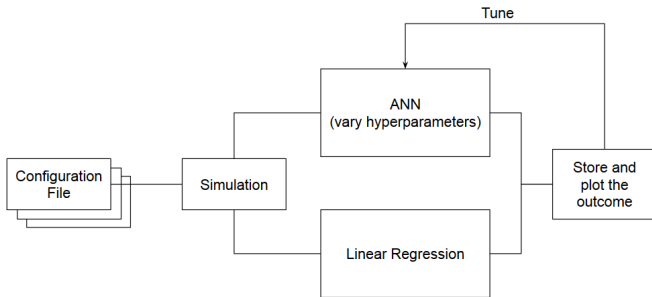 Tune
ANN
(vary hyperparameters)
Configuration
File
Simulation
Store and
plot the
outcome
Linear Regression